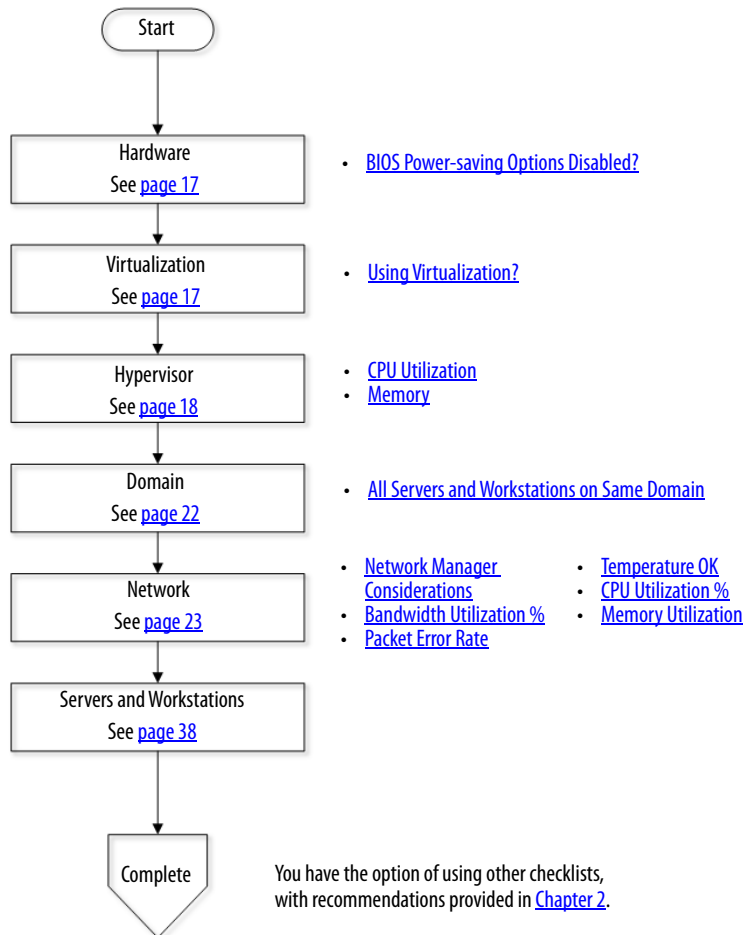 Start
Hardware
See page 17
• BIOS Power-saving Options Disabled?
Virtualization
See page 17
• Using Virtualization?
Hypervisor
See page 18
• CPU Utilization
• Memory
Domain
See page 22
• All Servers and Workstations on Same Domain
Network
See page 23
• Network Manager
Considerations
• Bandwidth Utilization %
• Packet Error Rate
• Temperature OK
• CPU Utilization %
• Memory Utilization
Servers and Workstations
See page 38
Complete
You have the option of using other checklists,
with recommendations provided in Chapter 2.